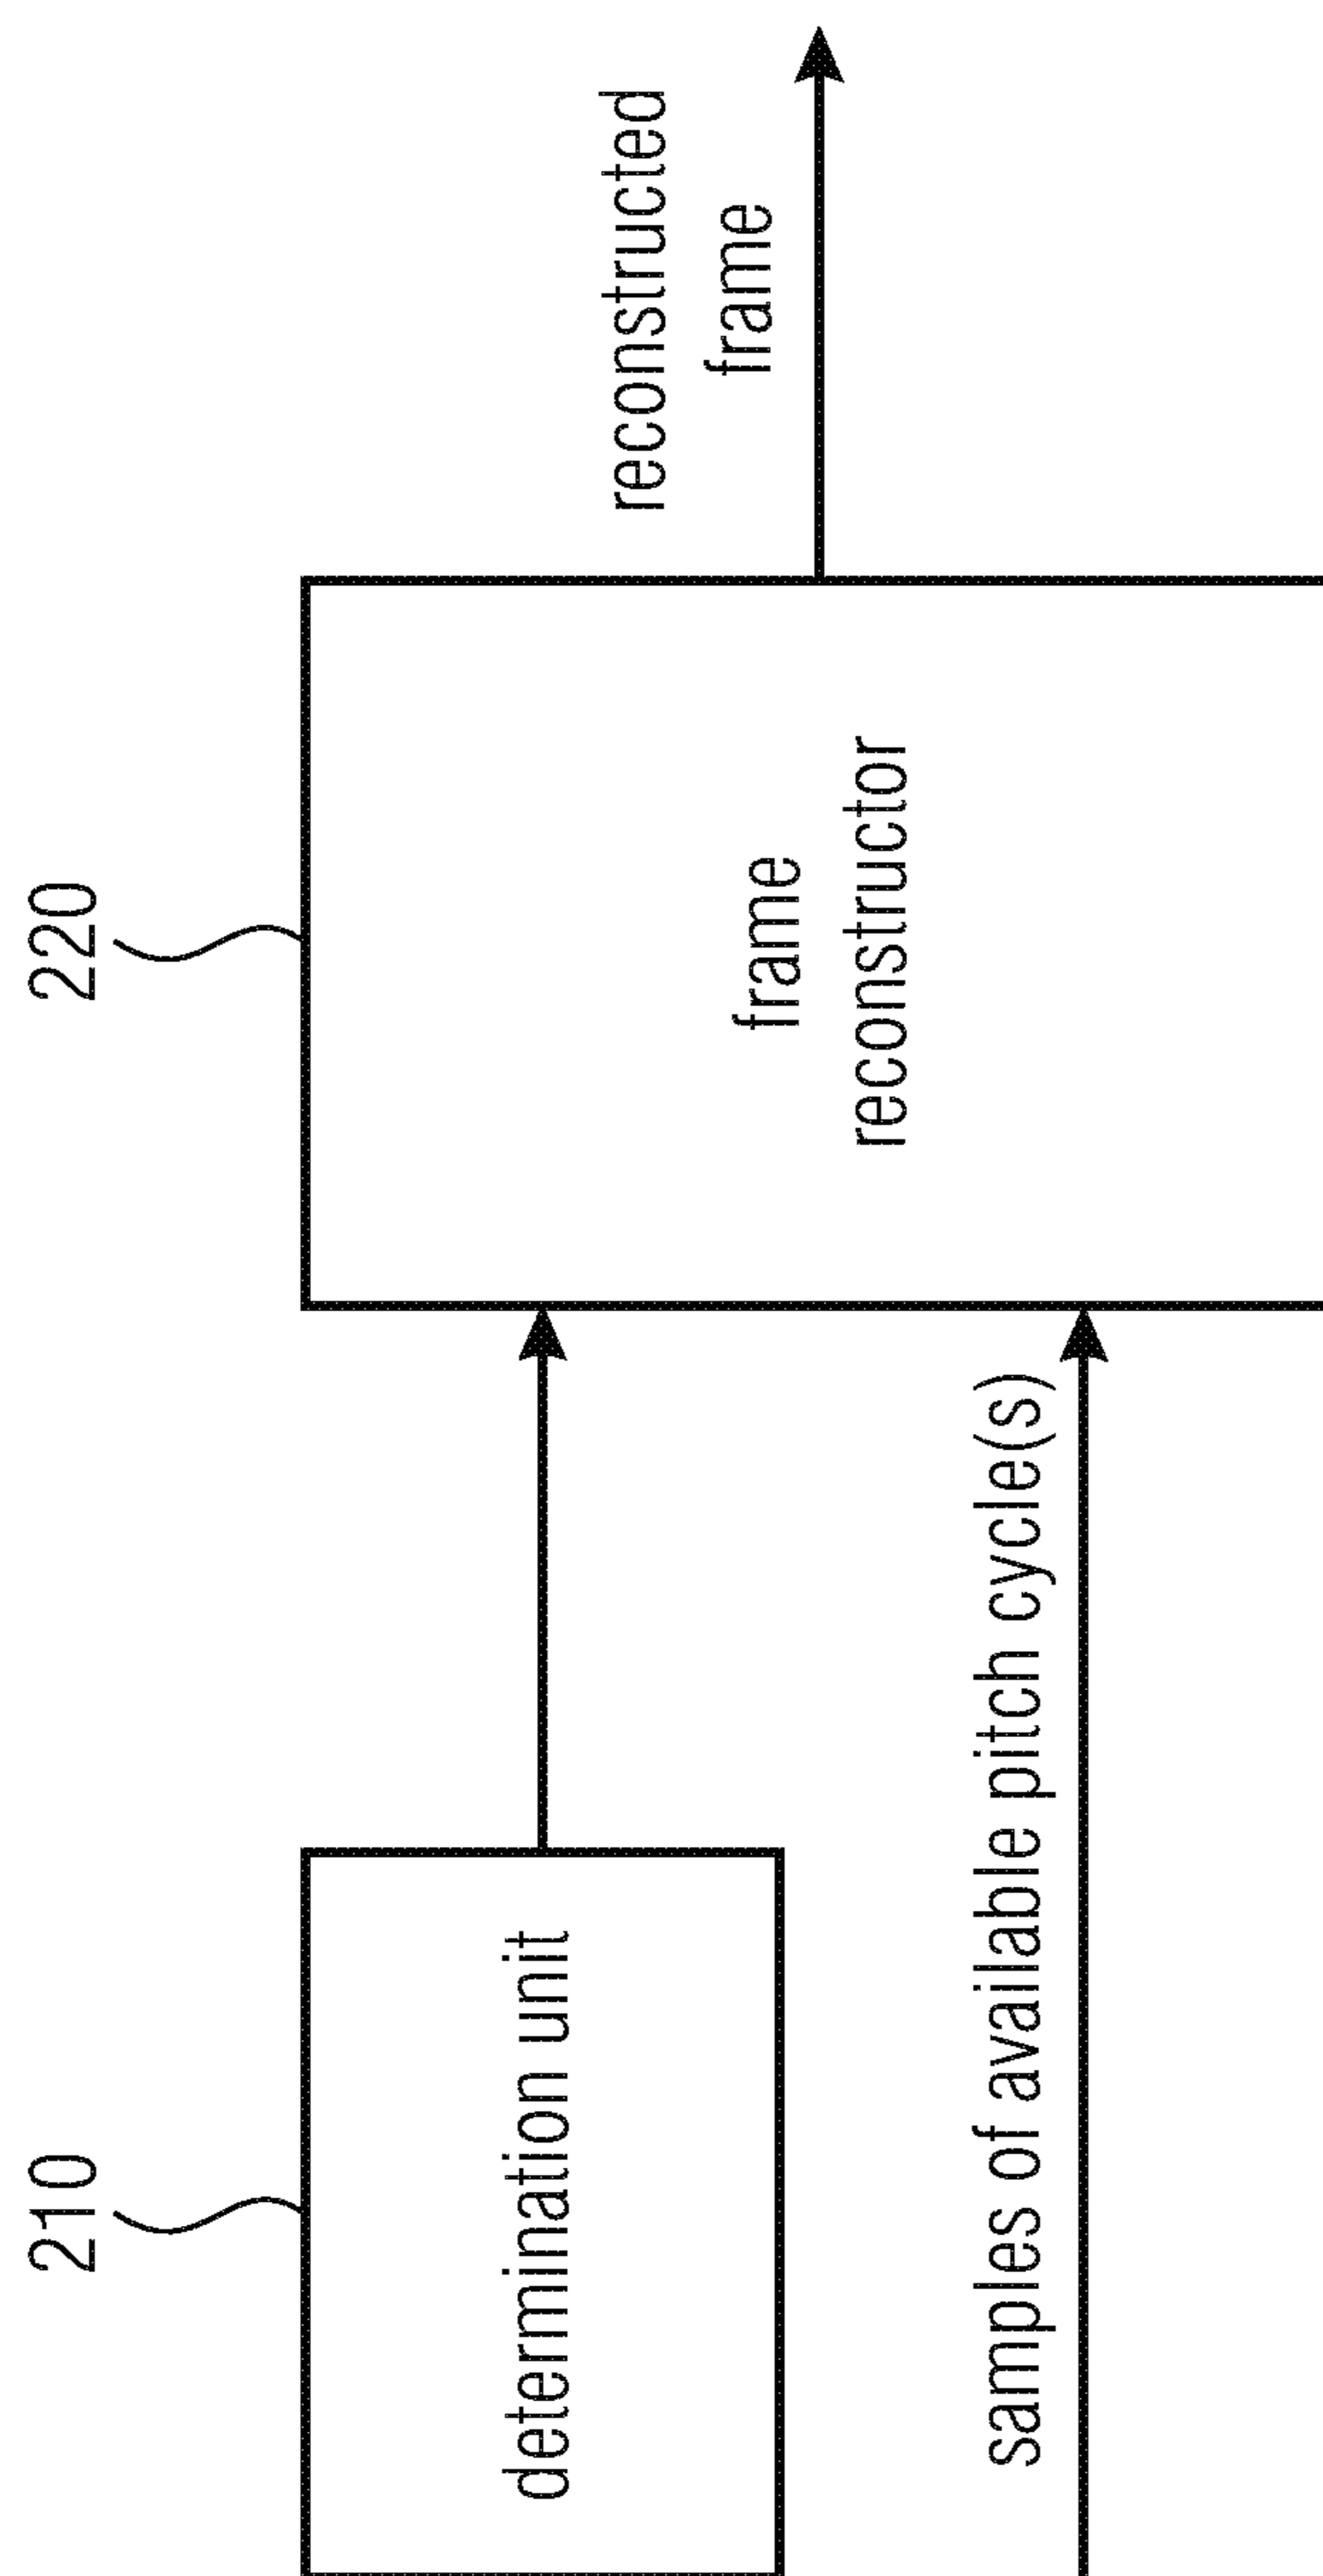 210
220
determination unit
samples of available pitch cycle(s)
frame
reconstructor
reconstructed
frame